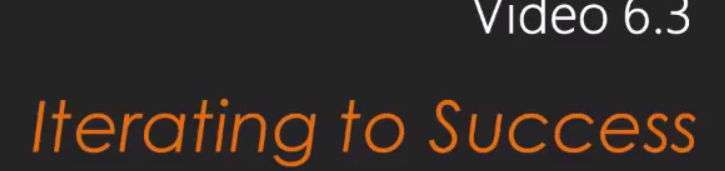 Video 6.3
Iterating to Success